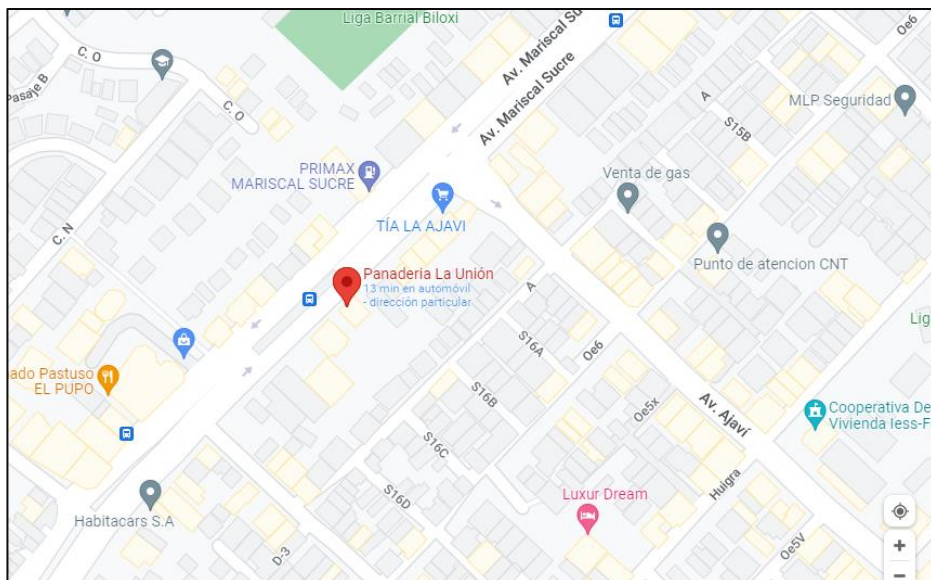 Liga Barrial Biloxi
Av. Mariscal Sucre
Av. Mariscal Sucre
Oe6
C. O
Pasaje B
C. O
A
S15B
MLP Seguridad
PRIMAX
MARISCAL SUCRE
Venta de gas
TÍA LA AJAVI
C. N
Punto de atencion CNT
Panadería La Unión
13 min en automóvil
- dirección particular
A
S16A
Oe6
Lig
ado Pastuso
EL PUPO
S16B
Oe5x
Av. Ajaví
Cooperativa De
Vivienda Iess-F
S16C
Huigra
S16D
Luxur Dream
Habitacars S.A
D-3
Oe5V
+
−